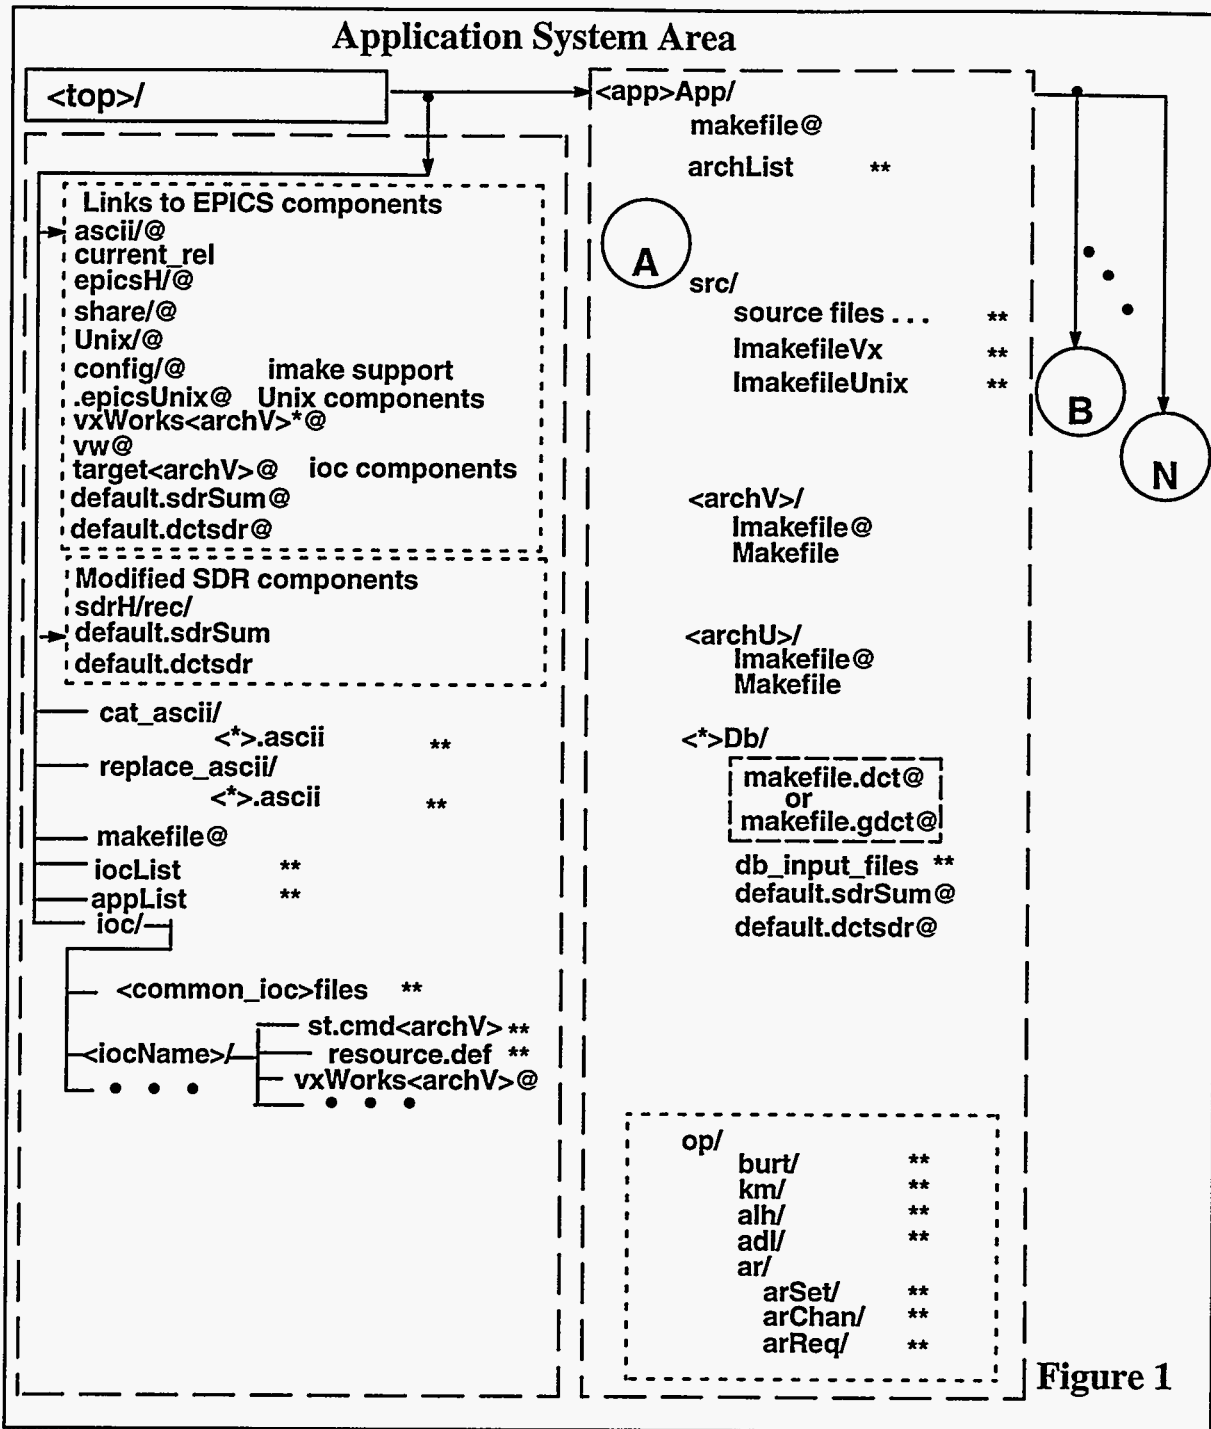 Application System Area
<top>/
Links to EPICS components
ascii/@
current_rel
epicsH/@
share/@
Unix/@
config/@ imake support
.epicsUnix@ Unix components
vxWorks<archV>*@
vw@
target<archV>@ ioc components
default.sdrSum@
default.dctsdr@
Modified SDR components
sdrH/rec/
default.sdrSum
default.dctsdr
cat_ascii/
<*>.ascii **
replace_ascii/
<*>.ascii **
makefile@
iocList **
appList **
ioc/
<common_ioc>files **
<iocName>/
st.cmd<archV> **
resource.def **
vxWorks<archV>@
<app>App/
makefile@
archList **
A
src/
source files . . . **
ImakefileVx **
ImakefileUnix **
<archV>/
Imakefile@
Makefile
<archU>/
Imakefile@
Makefile
<*>Db/
makefile.dct@
or
makefile.gdct@
db_input_files **
default.sdrSum@
default.dctsdr@
op/
burt/ **
km/ **
alh/ **
adl/ **
ar/
arSet/ **
arChan/ **
arReq/ **
B
N
Figure 1